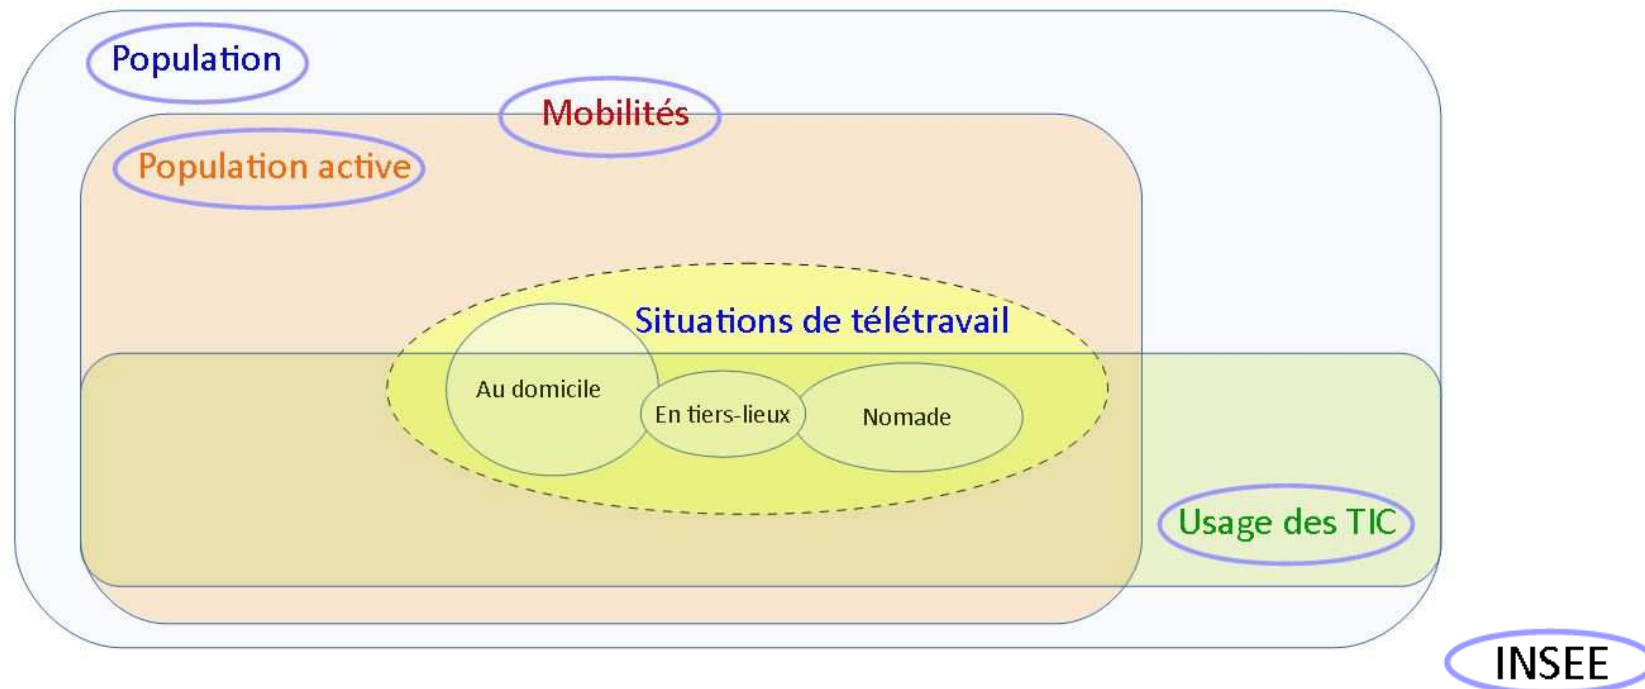 Population
Mobilités
Population active
Situations de télétravail
Au domicile
En tiers-lieux
Nomade
Usage des TIC
INSEE